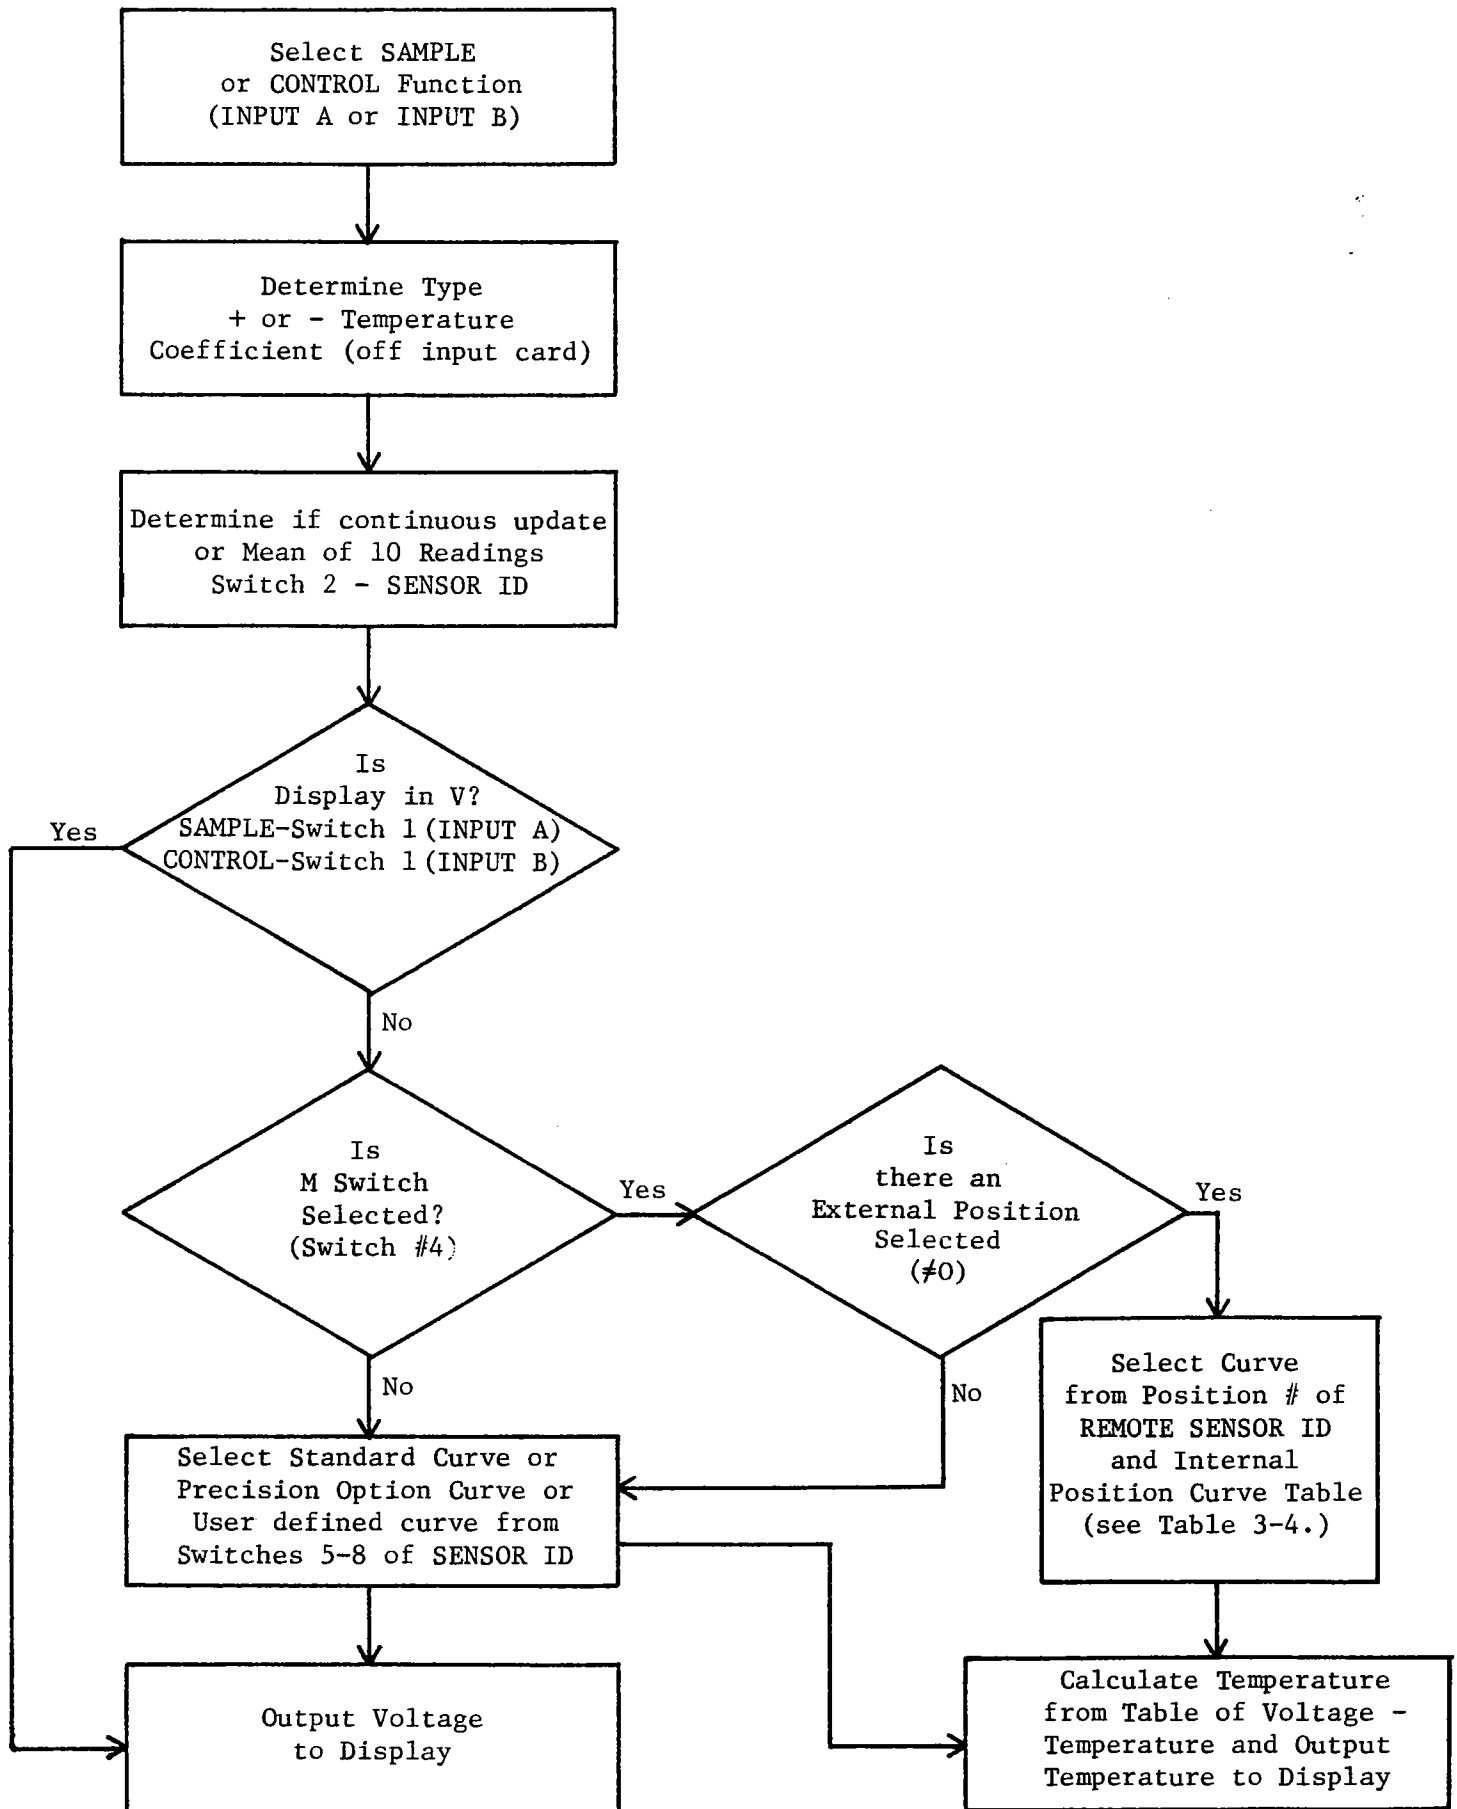 Select SAMPLE
or CONTROL Function
(INPUT A or INPUT B)
Determine Type
+ or - Temperature
Coefficient (off input card)
Determine if continuous update
or Mean of 10 Readings
Switch 2 - SENSOR ID
Is
Display in V?
SAMPLE-Switch 1 (INPUT A)
CONTROL-Switch 1 (INPUT B)
Yes
No
Is
M Switch
Selected?
(Switch #4)
Yes
Is
there an
External Position
Selected
(≠0)
Yes
No
No
Select Curve
from Position # of
REMOTE SENSOR ID
and Internal
Position Curve Table
(see Table 3-4.)
Select Standard Curve or
Precision Option Curve or
User defined curve from
Switches 5-8 of SENSOR ID
Output Voltage
to Display
Calculate Temperature
from Table of Voltage -
Temperature and Output
Temperature to Display